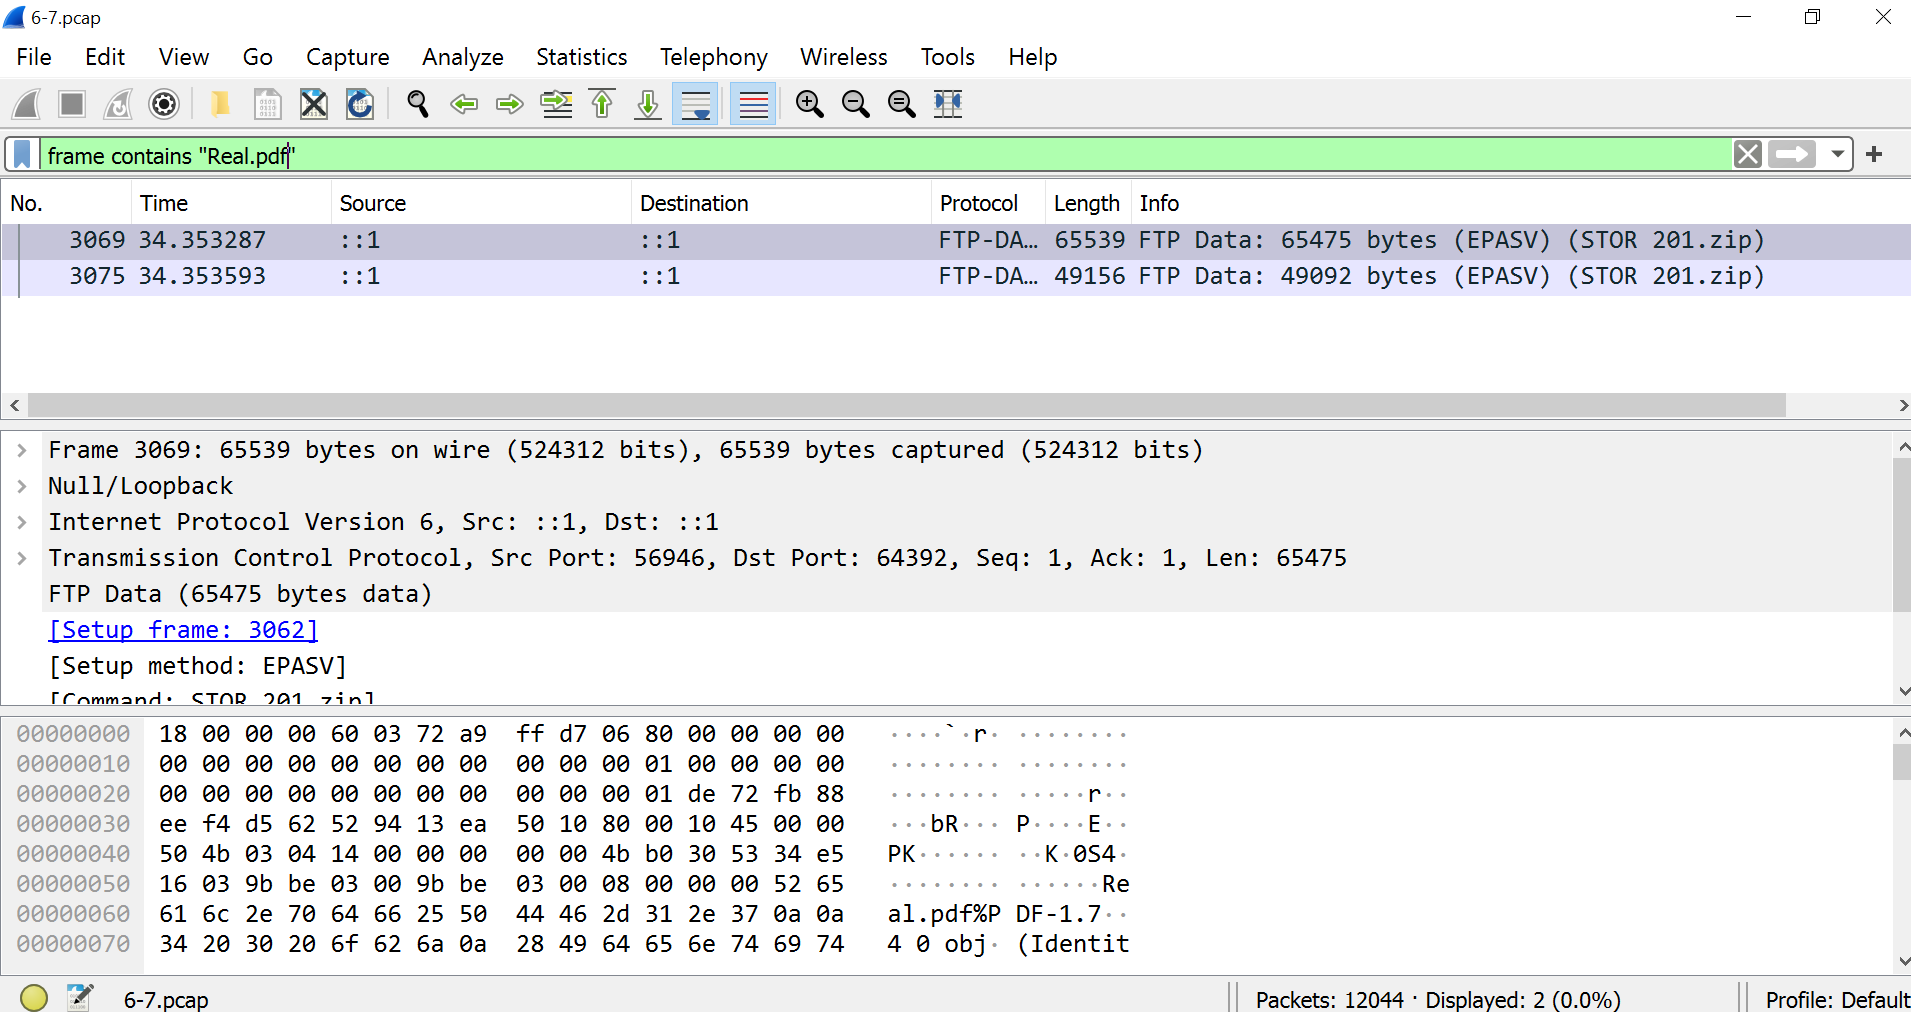 6-7.pcap
File Edit View Go Capture Analyze Statistics Telephony Wireless Tools Help
frame contains "Real.pdf"
No. Time Source Destination Protocol Length Info
3069 34.353287 ::1 ::1 FTP-DA… 65539 FTP Data: 65475 bytes (EPASV) (STOR 201.zip)
3075 34.353593 ::1 ::1 FTP-DA… 49156 FTP Data: 49092 bytes (EPASV) (STOR 201.zip)
Frame 3069: 65539 bytes on wire (524312 bits), 65539 bytes captured (524312 bits)
Null/Loopback
Internet Protocol Version 6, Src: ::1, Dst: ::1
Transmission Control Protocol, Src Port: 56946, Dst Port: 64392, Seq: 1, Ack: 1, Len: 65475
FTP Data (65475 bytes data)
[Setup frame: 3062]
[Setup method: EPASV]
[Command: STOR 201.zip]
00000000 18 00 00 00 60 03 72 a9 ff d7 06 80 00 00 00 00 ····`·r· ········
00000010 00 00 00 00 00 00 00 00 00 00 00 01 00 00 00 00 ········ ········
00000020 00 00 00 00 00 00 00 00 00 00 00 01 de 72 fb 88 ········ ·····r··
00000030 ee f4 d5 62 52 94 13 ea 50 10 80 00 10 45 00 00 ···bR··· P····E··
00000040 50 4b 03 04 14 00 00 00 00 00 4b b0 30 53 34 e5 PK······ ··K·0S4·
00000050 16 03 9b be 03 00 9b be 03 00 08 00 00 00 52 65 ········ ······Re
00000060 61 6c 2e 70 64 66 25 50 44 46 2d 31 2e 37 0a 0a al.pdf%P DF-1.7··
00000070 34 20 30 20 6f 62 6a 0a 28 49 64 65 6e 74 69 74 4 0 obj· (Identit
6-7.pcap Packets: 12044 · Displayed: 2 (0.0%) Profile: Default